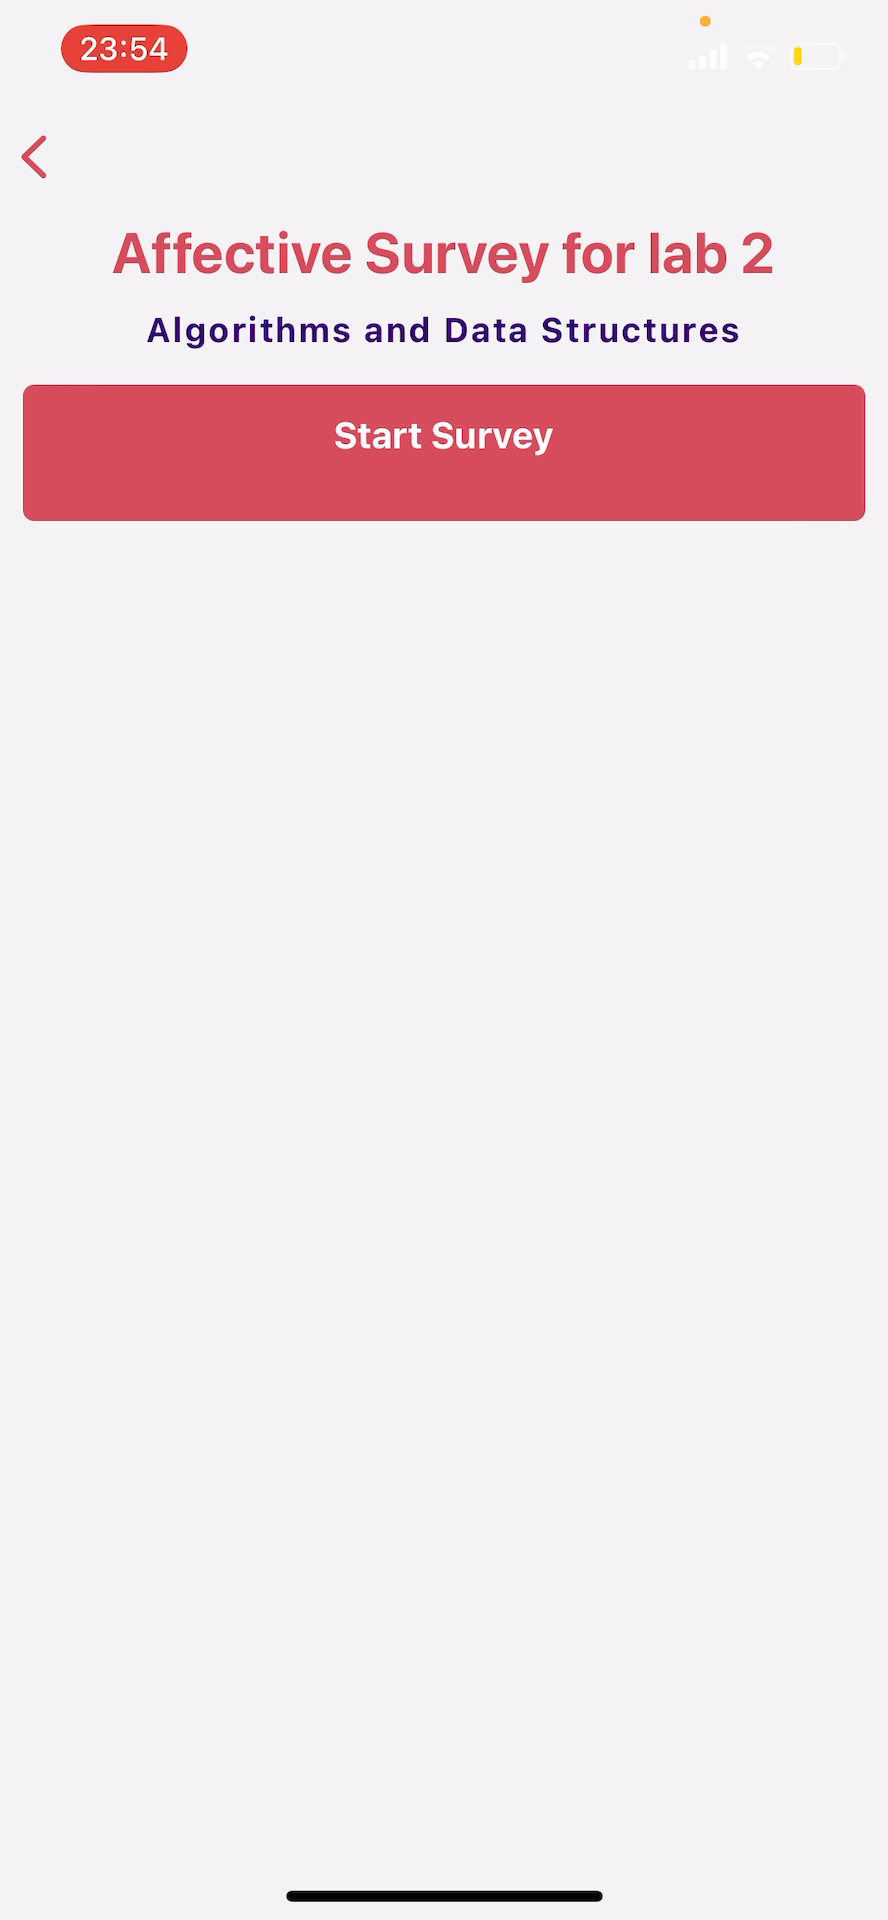 23:54
Affective Survey for lab 2
Algorithms and Data Structures
Start Survey